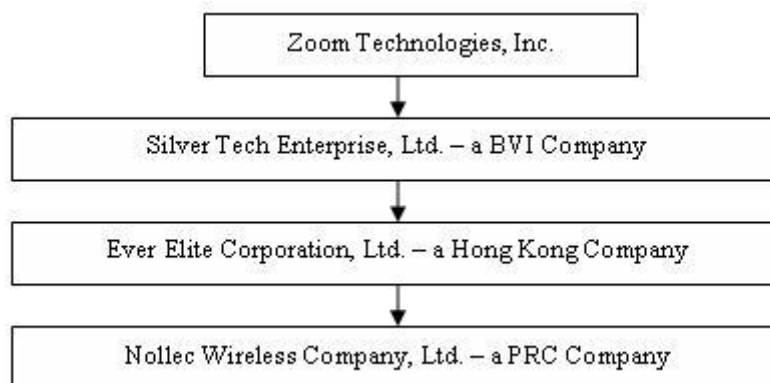 Zoom Technologies, Inc.
Silver Tech Enterprise, Ltd. – a BVI Company
Ever Elite Corporation, Ltd. – a Hong Kong Company
Nollec Wireless Company, Ltd. – a PRC Company